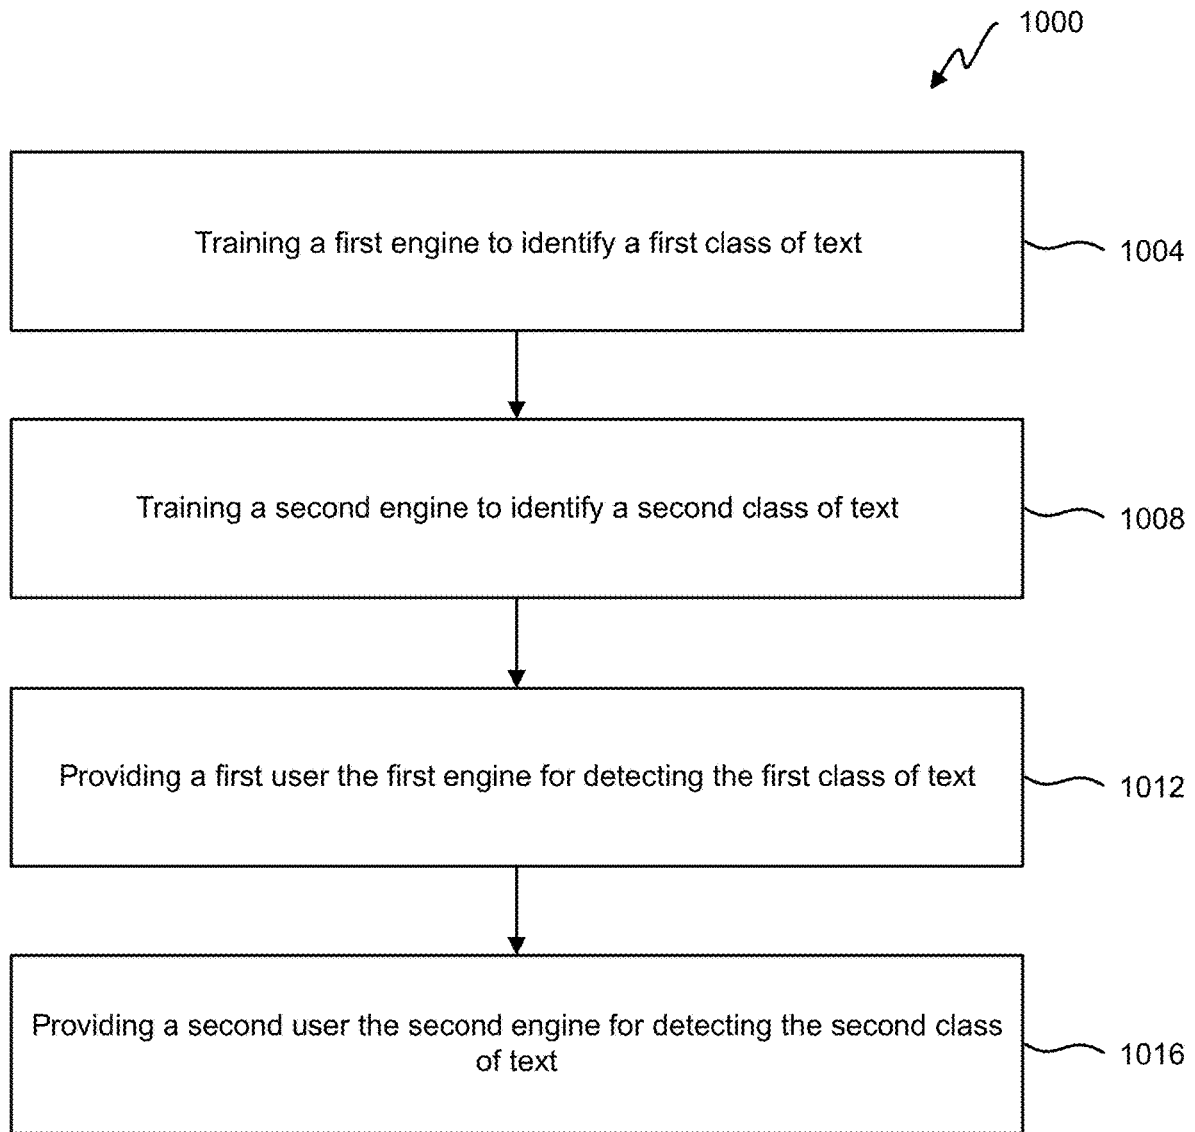 1000
Training a first engine to identify a first class of text
1004
Training a second engine to identify a second class of text
1008
Providing a first user the first engine for detecting the first class of text
1012
Providing a second user the second engine for detecting the second class
of text
1016